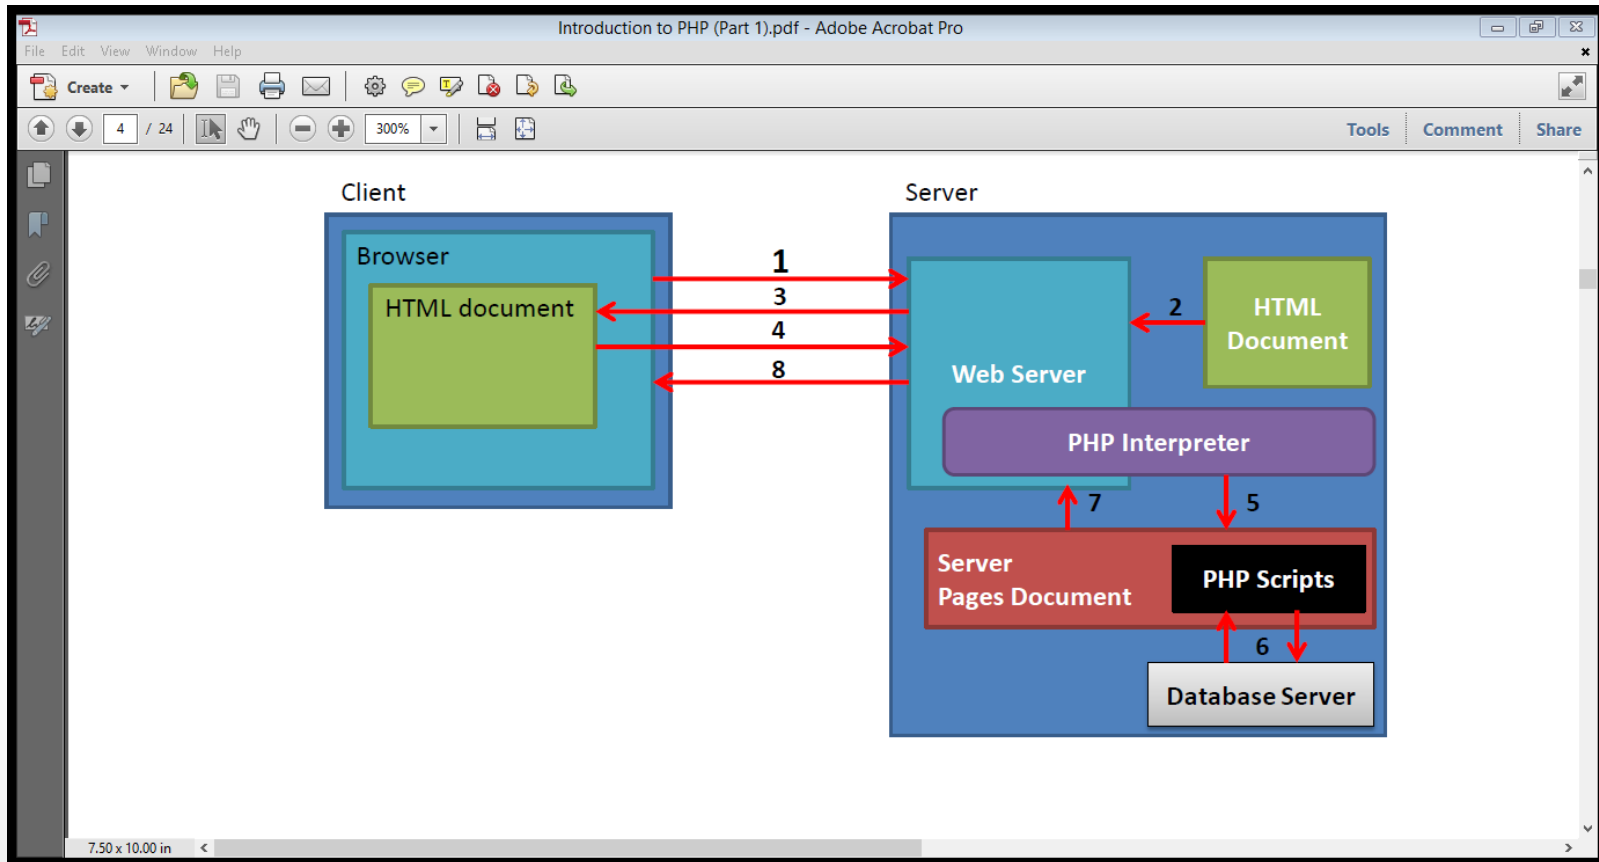 Introduction to PHP (Part 1).pdf - Adobe Acrobat Pro
File Edit View Window Help
Create
4 / 24 300% Tools Comment Share
Client
Server
Browser
HTML document
1
3
4
8
2
HTML
Document
Web Server
PHP Interpreter
7
5
Server
Pages Document
PHP Scripts
6
Database Server
7.50 x 10.00 in